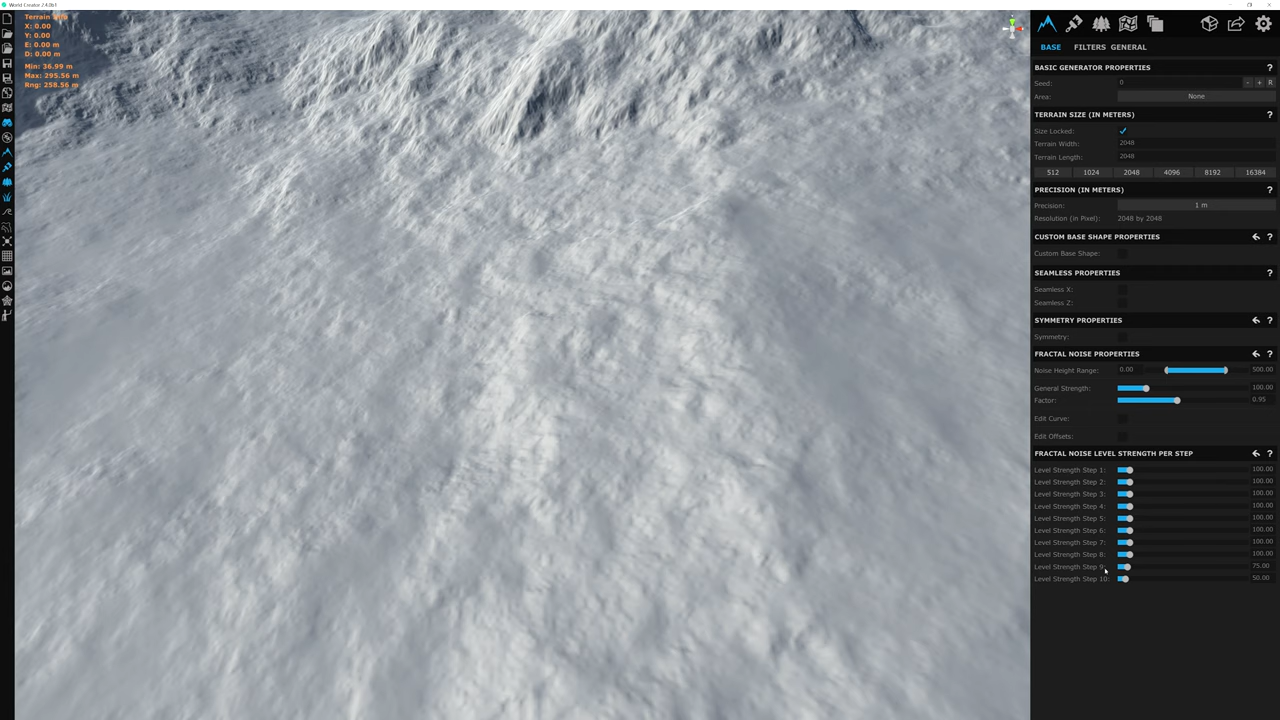 World Creator 2.4.0b1
X: 0.00
Y: 0.00
E: 0.00 m
D: 0.00 m
Min: 36.99 m
Max: 295.56 m
Rng: 258.56 m
BASE FILTERS GENERAL
BASIC GENERATOR PROPERTIES ?
Seed: 0 - + R
Area: None
TERRAIN SIZE (IN METERS) ?
Size Locked:
Terrain Width: 2048
Terrain Length: 2048
512 1024 2048 4096 8192 16384
PRECISION (IN METERS) ?
Precision: 1 m
Resolution (in Pixel): 2048 by 2048
CUSTOM BASE SHAPE PROPERTIES ?
Custom Base Shape:
SEAMLESS PROPERTIES ?
Seamless X:
Seamless Z:
SYMMETRY PROPERTIES ?
Symmetry:
FRACTAL NOISE PROPERTIES ?
Noise Height Range: 0.00 500.00
General Strength: 100.00
Factor: 0.95
Edit Curve:
Edit Offsets:
FRACTAL NOISE LEVEL STRENGTH PER STEP ?
Level Strength Step 1: 100.00
Level Strength Step 2: 100.00
Level Strength Step 3: 100.00
Level Strength Step 4: 100.00
Level Strength Step 5: 100.00
Level Strength Step 6: 100.00
Level Strength Step 7: 100.00
Level Strength Step 8: 100.00
Level Strength Step 9: 75.00
Level Strength Step 10: 50.00